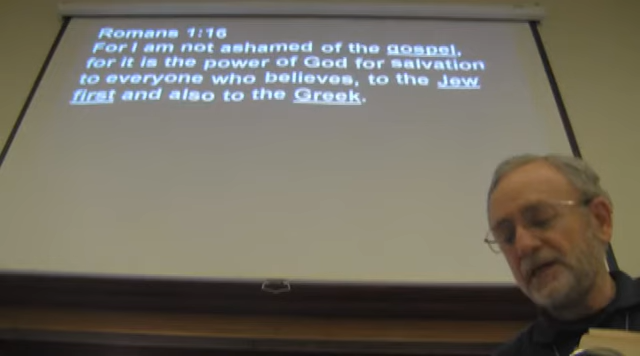 Romans 1:16
For I am not ashamed of the gospel,
for it is the power of God for salvation
to everyone who believes, to the Jew
first and also to the Greek.